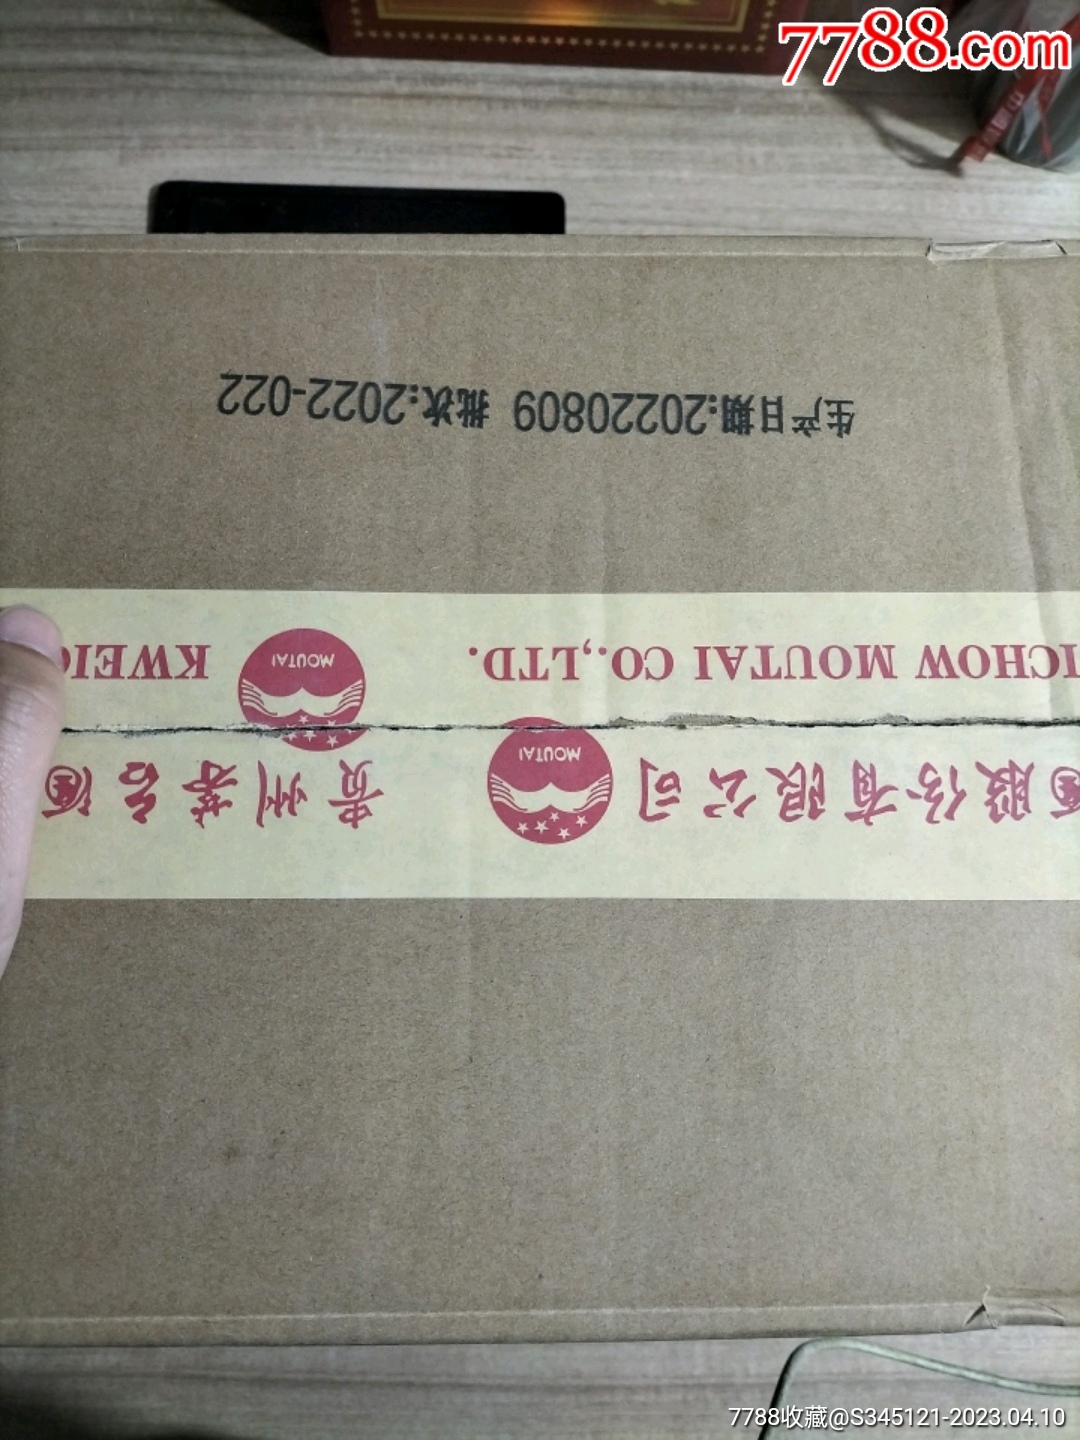 7788.com
生产日期:20220809 批次:2022-022
KWEIC
MOUTAI
ICHOW MOUTAI CO.,LTD.
贵州茅台酒
MOUTAI
股份有限公司
7788收藏@S345121-2023.04.10